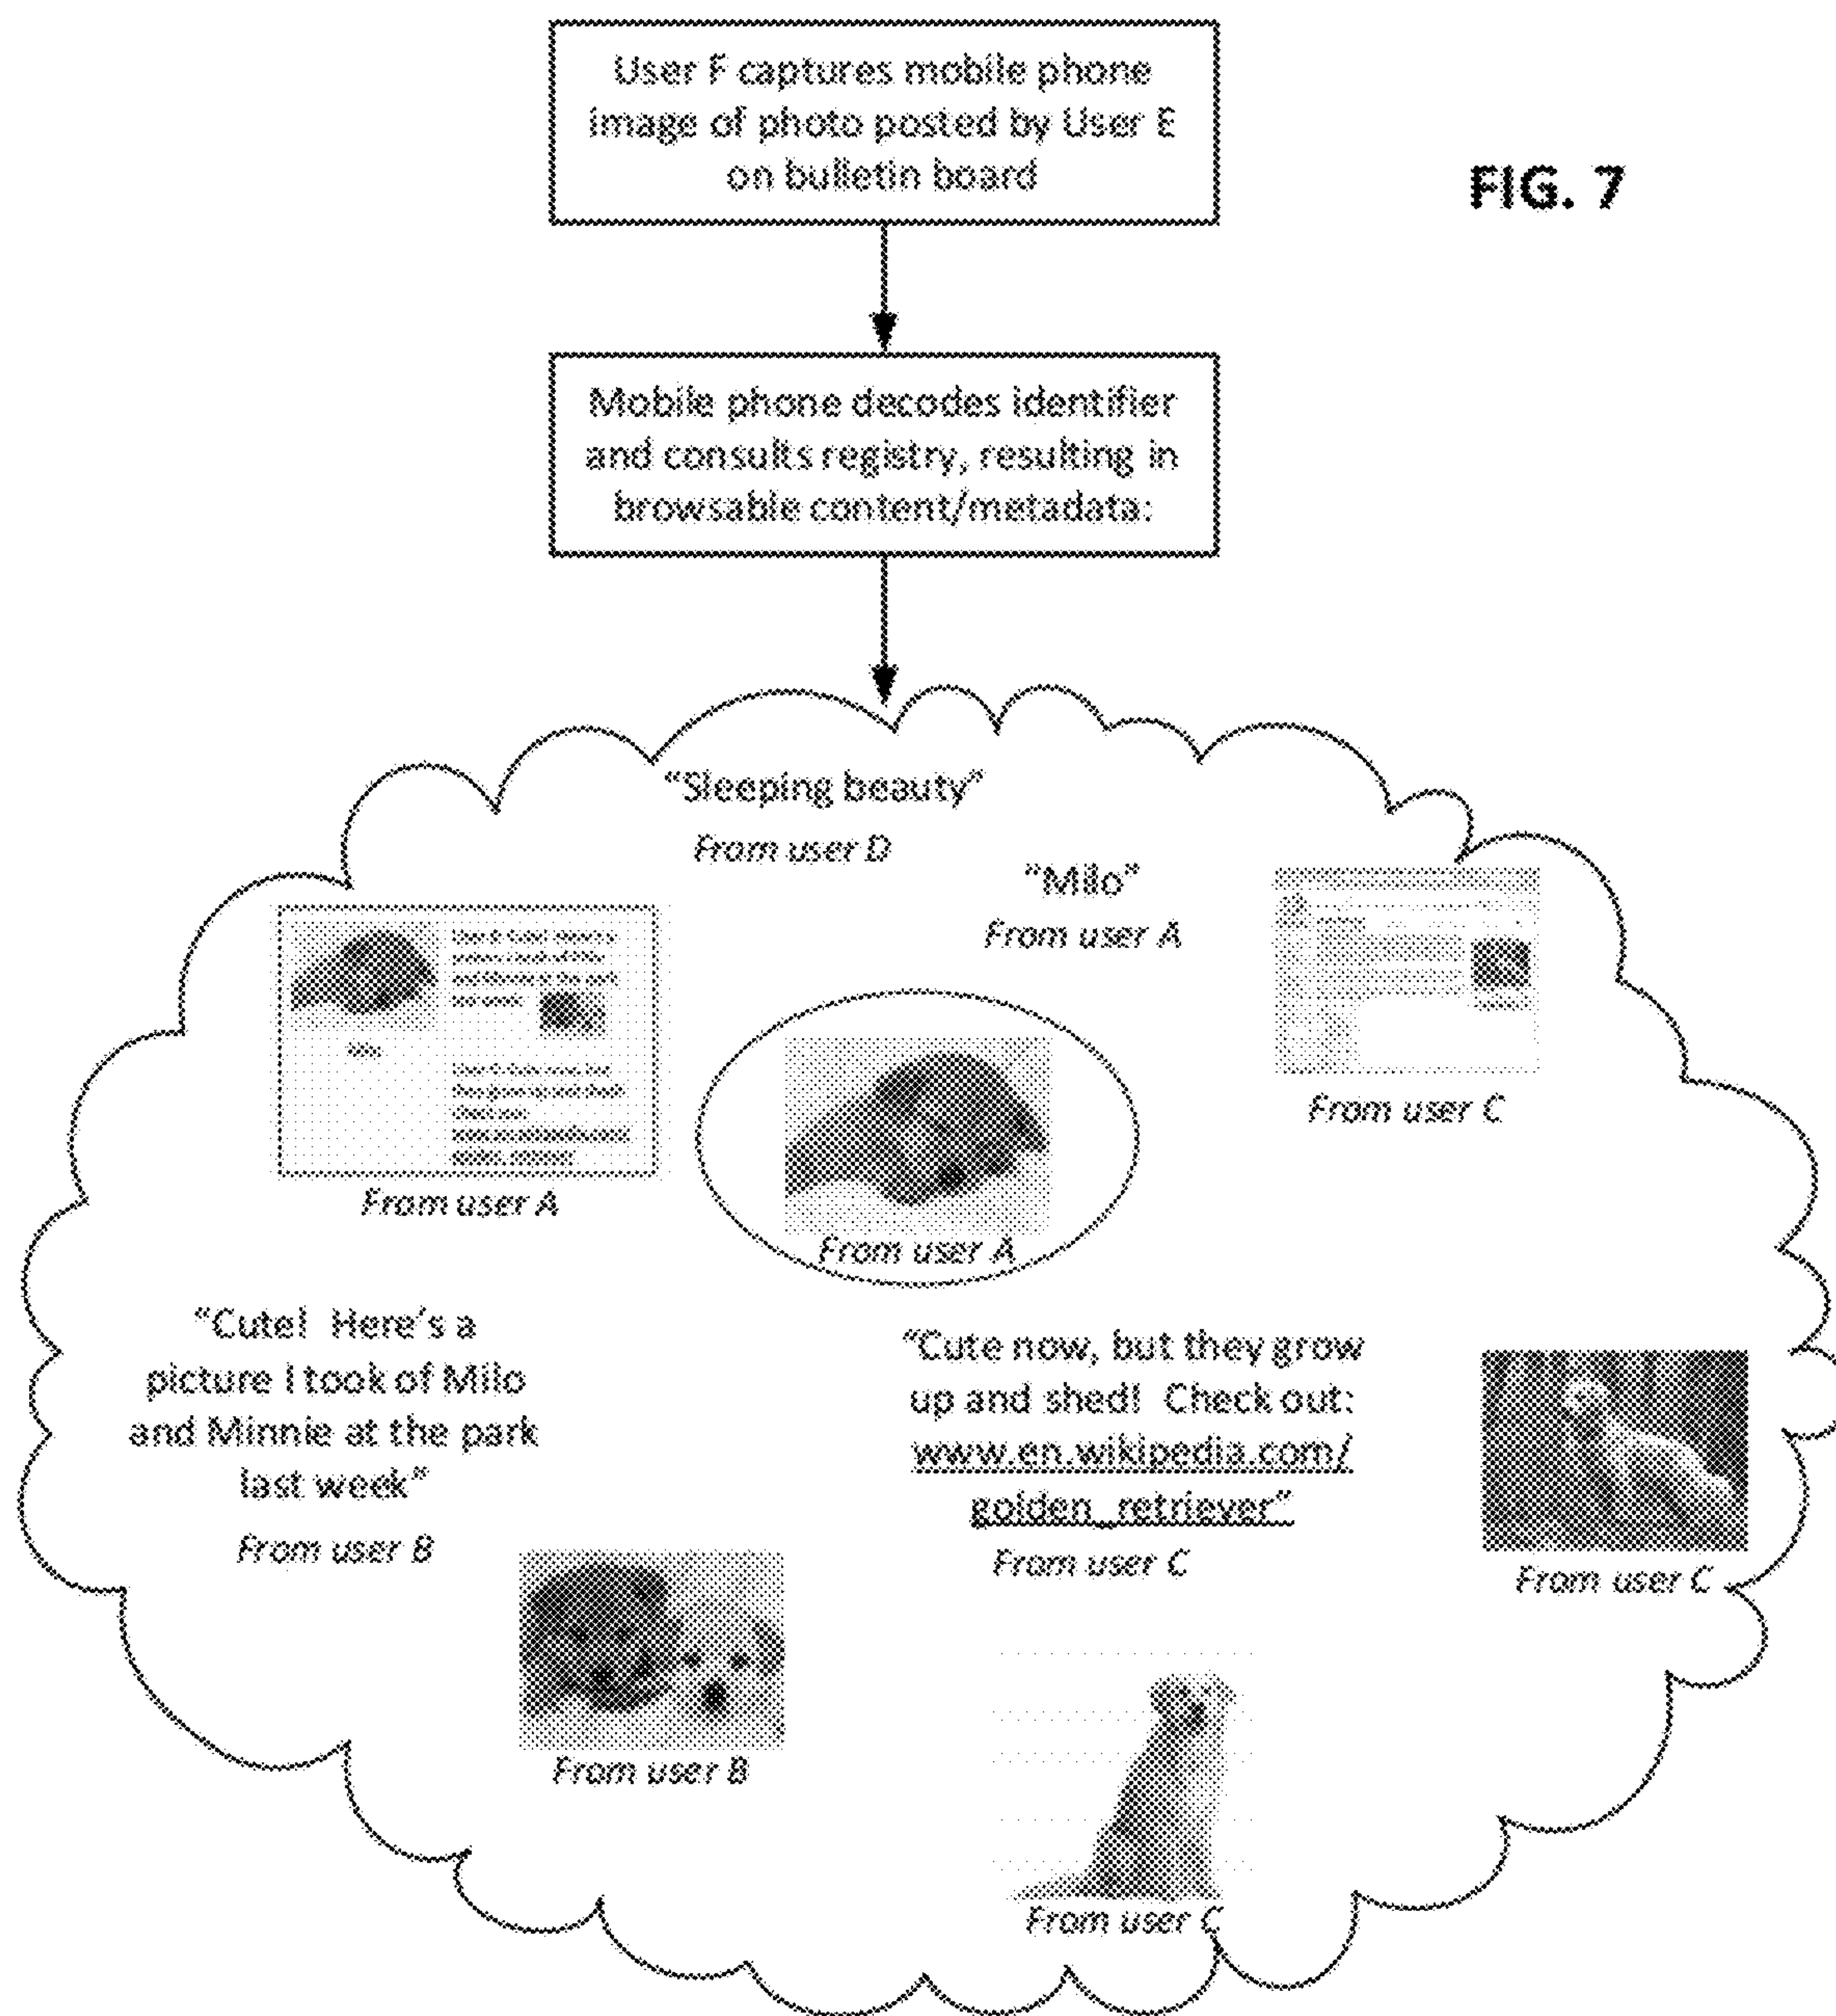 User F captures mobile phone
image of photo posted by User E
on bulletin board
FIG. 7
Mobile phone decodes identifier
and consults registry, resulting in
browsable content/metadata:
“Sleeping beauty”
From user D
“Milo”
From user A
From user C
From user A
From user A
“Cute! Here’s a
picture I took of Milo
and Minnie at the park
last week”
From user B
“Cute now, but they grow
up and shed! Check out:
www.en.wikipedia.com/
golden_retriever”
From user C
From user C
From user B
From user C